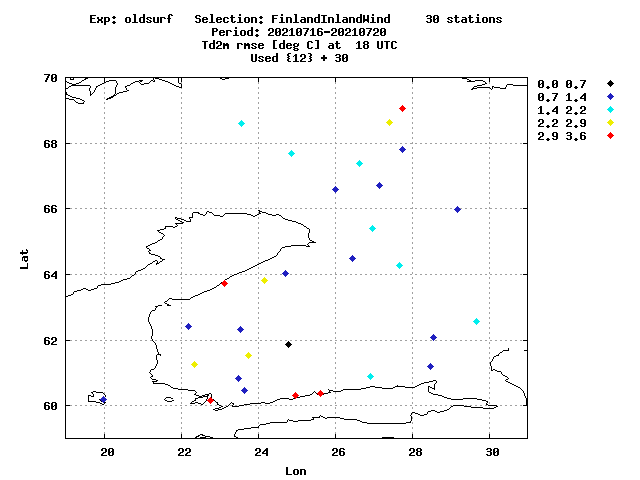 Exp: oldsurf   Selection: FinlandInlandWind     30 stations
Period: 20210716-20210720
Td2m rmse [deg C] at  18 UTC
Used {12} + 30
0.0 0.7
0.7 1.4
1.4 2.2
2.2 2.9
2.9 3.6
70
68
66
64
62
60
Lat
20 22 24 26 28 30
Lon